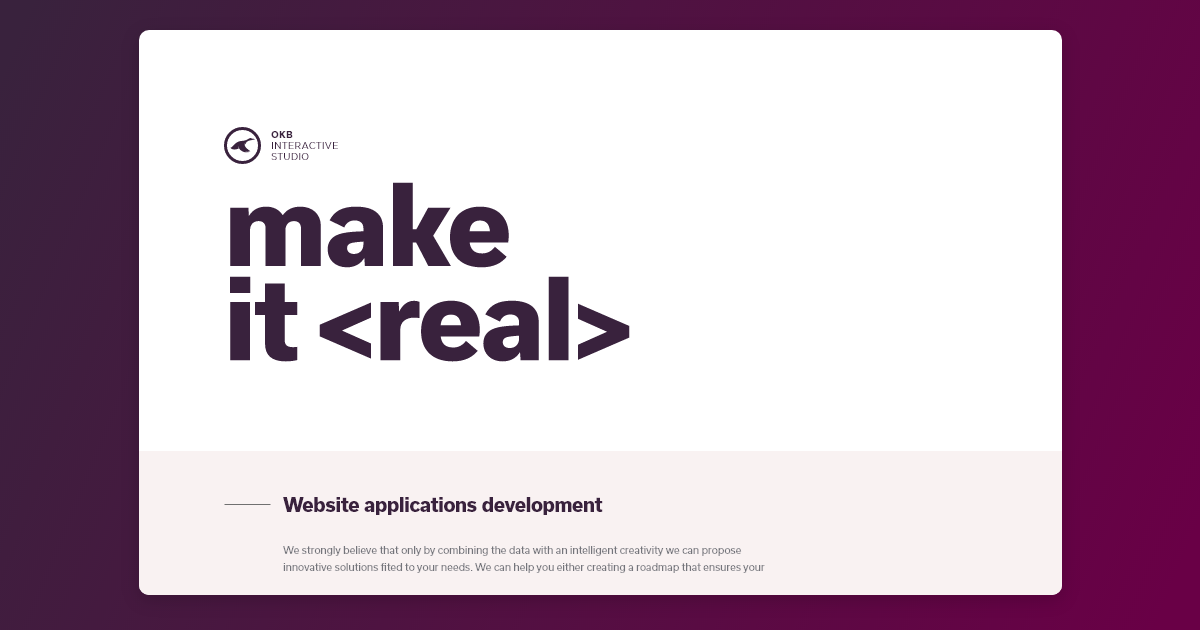 OKB
INTERACTIVE
STUDIO
make
it <real>
Website applications development
We strongly believe that only by combining the data with an intelligent creativity we can propose
innovative solutions fited to your needs. We can help you either creating a roadmap that ensures your